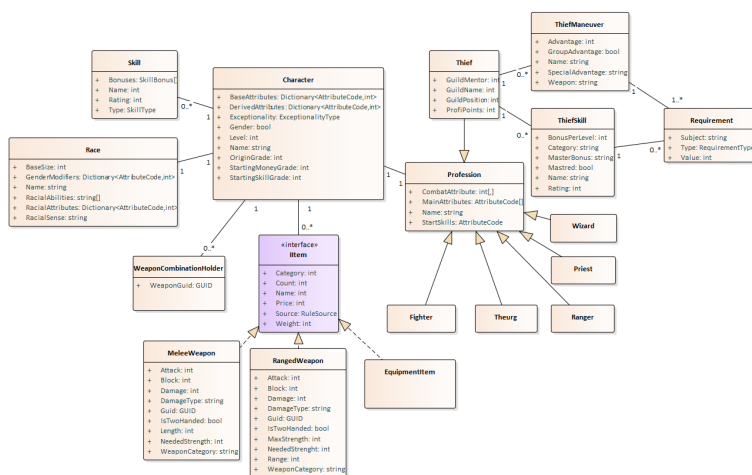 Skill
+ Bonuses: SkillBonus[]
+ Name: int
+ Rating: int
+ Type: SkillType
0..*
1
Character
+ BaseAttributes: Dictionary<AttributeCode,int>
+ DerivedAttributes: Dictionary<AttributeCode,int>
+ Exceptionality: ExceptionalityType
+ Gender: bool
+ Level: int
+ Name: string
+ OriginGrade: int
+ StartingMoneyGrade: int
+ StartingSkillGrade: int
Race
+ BaseSize: int
+ GenderModifiers: Dictionary<AttributeCode,int>
+ Name: string
+ RacialAbilities: string[]
+ RacialAttributes: Dictionary<AttributeCode,int>
+ RacialSense: string
1
1
1
1
0..*
0..*
1
1
WeaponCombinationHolder
+ WeaponGuid: GUID
«interface»
IItem
+ Category: int
+ Count: int
+ Name: int
+ Price: int
+ Source: RuleSource
+ Weight: int
MeleeWeapon
+ Attack: int
+ Block: int
+ Damage: int
+ DamageType: string
+ Guid: GUID
+ IsTwoHanded: bool
+ Length: int
+ NeededStrength: int
+ WeaponCategory: string
RangedWeapon
+ Attack: int
+ Block: int
+ Damage: int
+ DamageType: string
+ Guid: GUID
+ IsTwoHanded: bool
+ MaxStrength: int
+ NeededStrenght: int
+ Range: int
+ WeaponCategory: string
EquipmentItem
Thief
+ GuildMentor: int
+ GuildName: int
+ GuildPosition: int
+ ProfiPoints: int
1
0..*
1
0..*
ThiefManeuver
+ Advantage: int
+ GroupAdvantage: bool
+ Name: string
+ SpecialAdvantage: string
+ Weapon: string
1
1..*
ThiefSkill
+ BonusPerLevel: int
+ Category: string
+ MasterBonus: string
+ Mastred: bool
+ Name: string
+ Rating: int
1
0..*
Requirement
+ Subject: string
+ Type: RequirementType
+ Value: int
Profession
+ CombatAttribute: int[,]
+ MainAttributes: AttributeCode[]
+ Name: string
+ StartSkills: AttributeCode
Wizard
Priest
Fighter
Theurg
Ranger